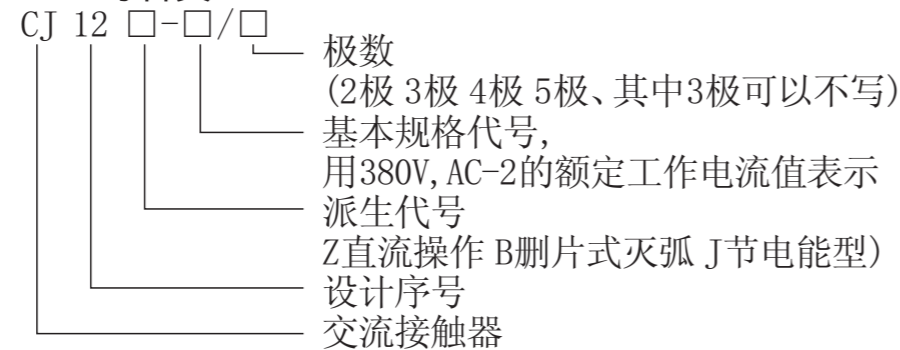 CJ 12 □-□/□
极数
(2极 3极 4极 5极、其中3极可以不写)
基本规格代号,
用380V,AC-2的额定工作电流值表示
派生代号
Z直流操作 B删片式灭弧 J节电能型)
设计序号
交流接触器